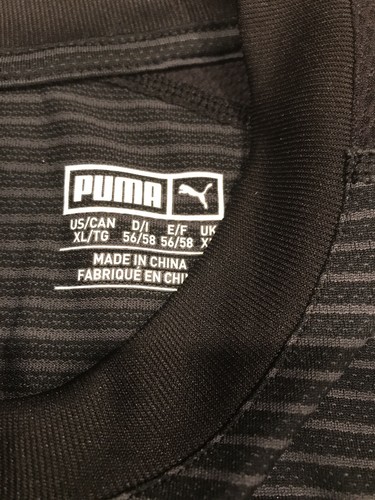 PUMA
US/CAN D/I E/F UK
XL/TG 56/58 56/58
MADE IN CHINA
FABRIQUÉ EN